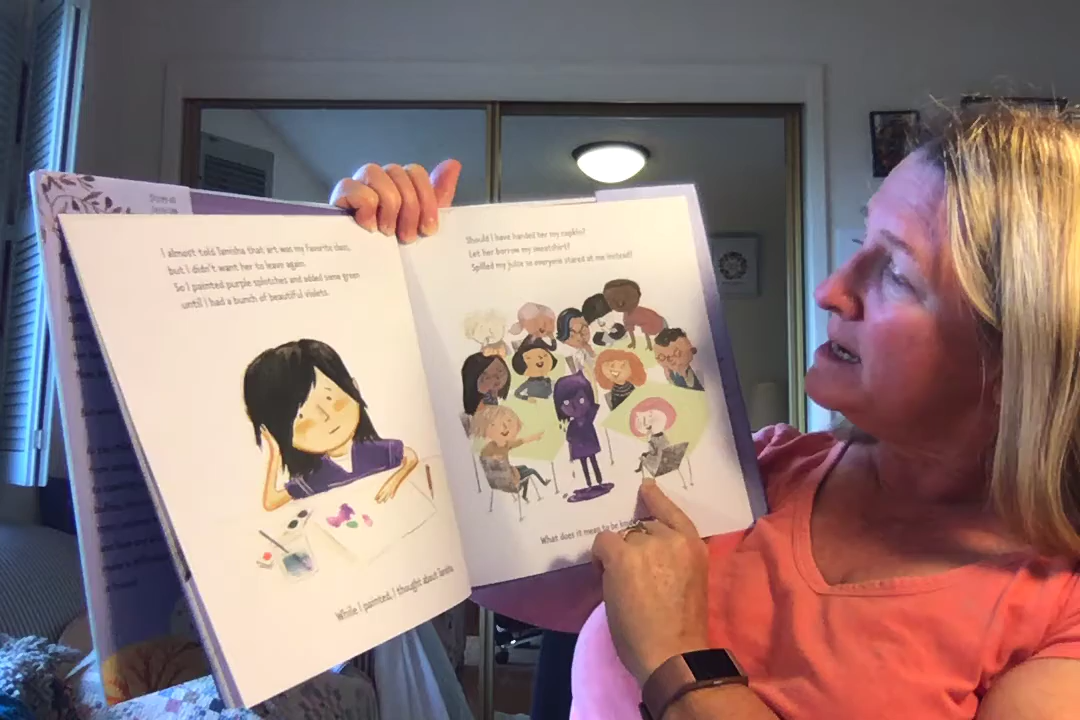 I almost told Tanisha that art was my favorite class,
but I didn't want her to leave again.
So I painted purple splotches and added some green
until I had a bunch of beautiful violets.
While I painted, I thought about Tanisha
Should I have handed her my napkin?
Let her borrow my sweatshirt?
Spilled my juice so everyone stared at me instead?
What does it mean to be